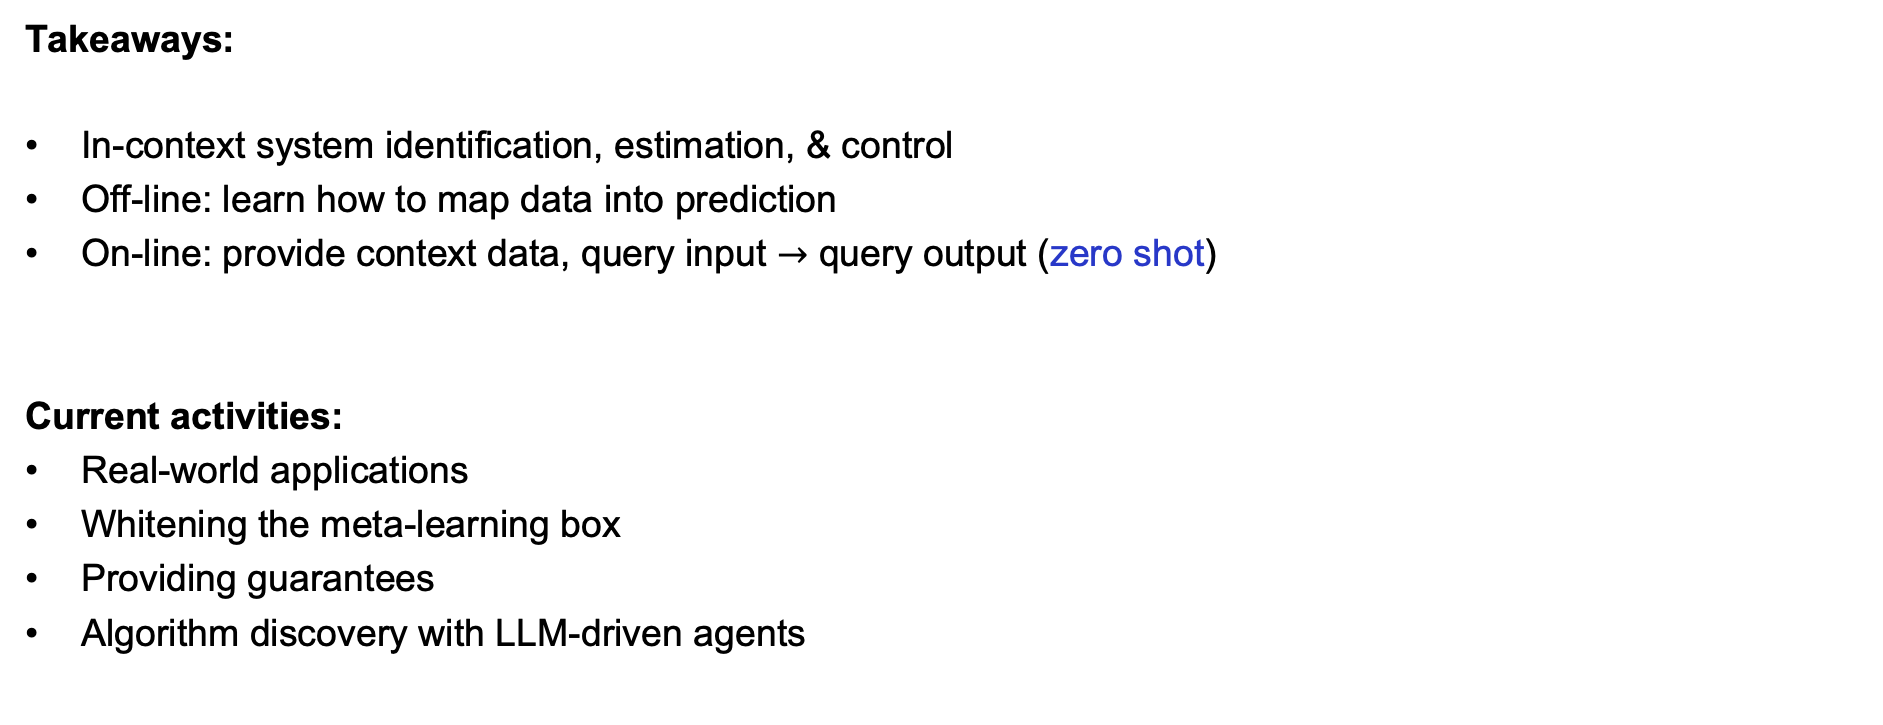 Takeaways:
• In-context system identification, estimation, & control
• Off-line: learn how to map data into prediction
• On-line: provide context data, query input → query output (zero shot)
Current activities:
• Real-world applications
• Whitening the meta-learning box
• Providing guarantees
• Algorithm discovery with LLM-driven agents